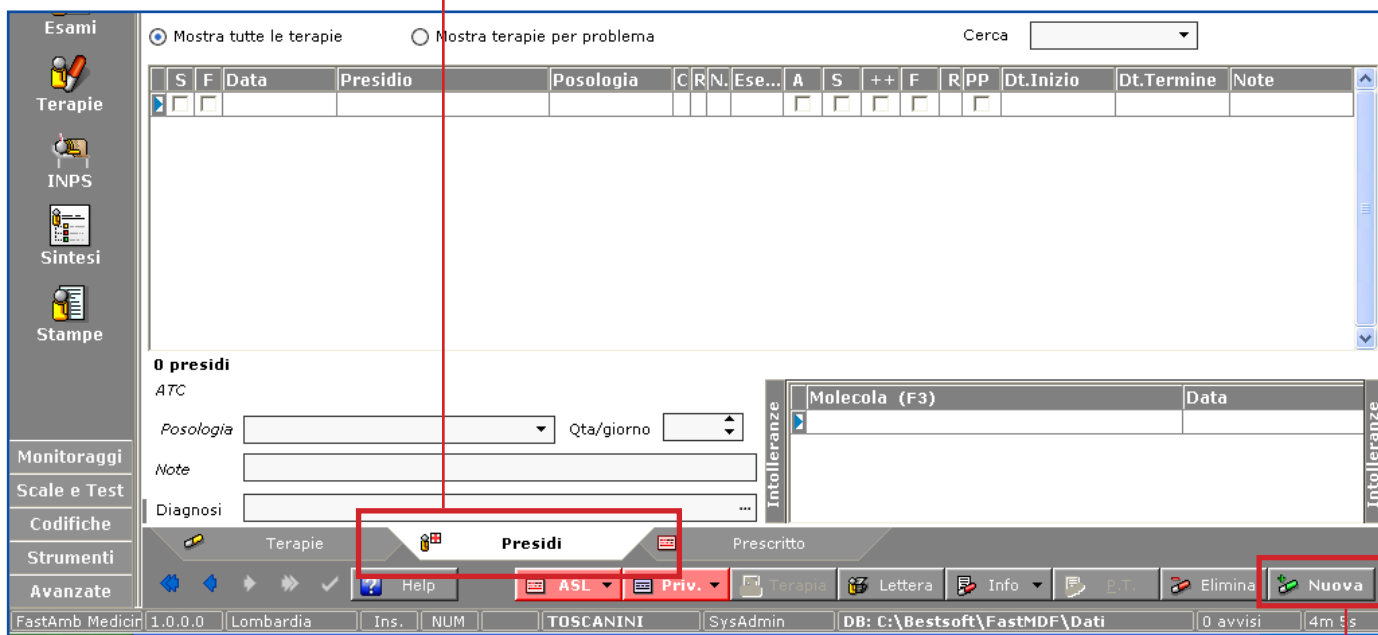 Esami
Terapie
INPS
Sintesi
Stampe
Monitoraggi
Scale e Test
Codifiche
Strumenti
Avanzate
Mostra tutte le terapie Mostra terapie per problema Cerca
S F Data Presidio Posologia C R N. Ese... A S ++ F R PP Dt.Inizio Dt.Termine Note
0 presidi
ATC
Posologia Qta/giorno
Note
Diagnosi ...
Intolleranze
Molecola (F3) Data
Intolleranze
Terapie Presidi Prescritto
? Help ASL Priv. Terapia Lettera Info P.T. Elimina Nuova
FastAmb Medicin 1.0.0.0 Lombardia Ins. NUM TOSCANINI SysAdmin DB: C:\Bestsoft\FastMDF\Dati 0 avvisi 4m 5s